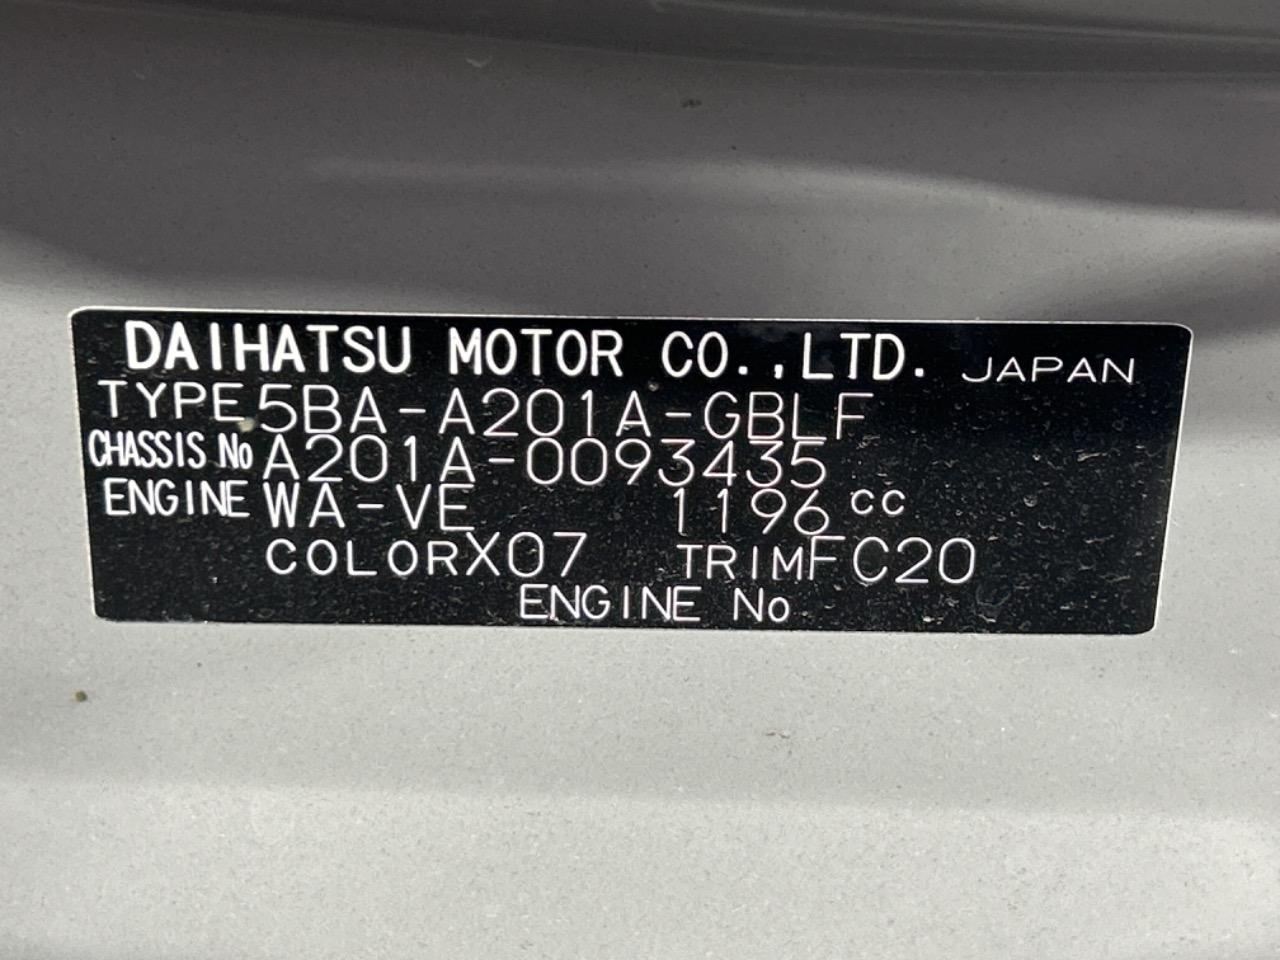 DAIHATSU MOTOR CO.,LTD. JAPAN
TYPE 5BA-A201A-GBLF
CHASSIS No A201A-0093435
ENGINE WA-VE 1196 cc
COLOR X07 TRIM FC20
ENGINE No